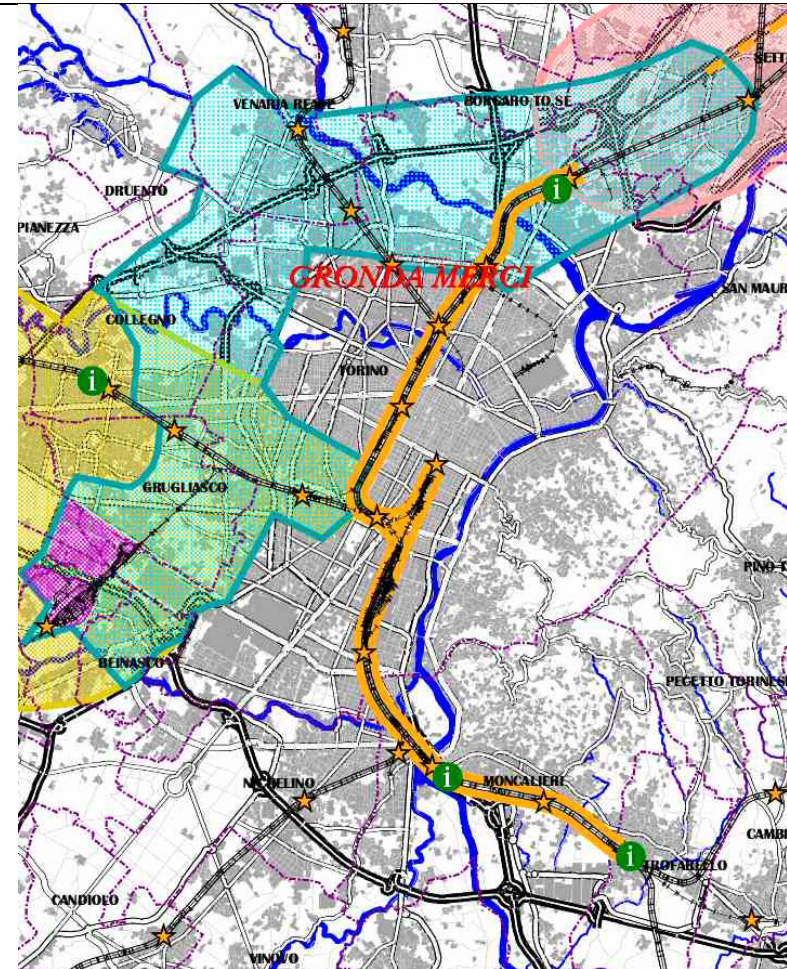 SETT
VENARIA REALE
BORGARO TO.SE
DRUENTO
PIANEZZA
GRONDA MERCI
SAN MAUR
COLLEGNO
TORINO
i
i
GRUGLIASCO
PINO T
BEINASCO
PECETTO TORINES
i
NICHELINO
MONCALIERI
CAMBI
i
TROFARELLO
CANDIOLO
VINOVO